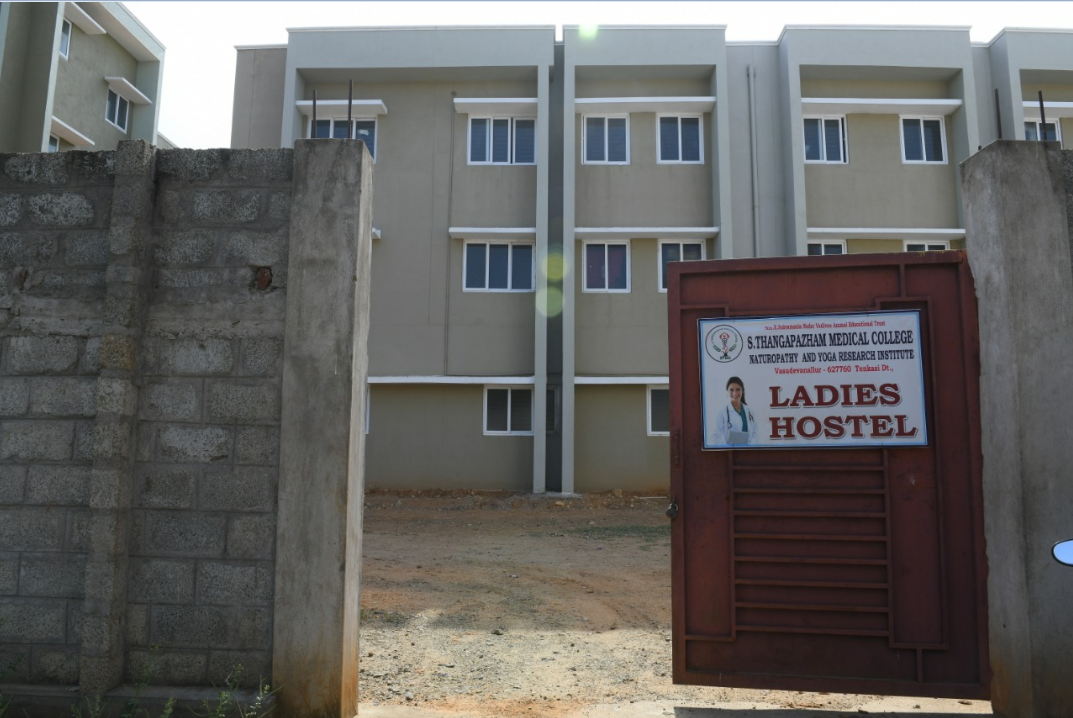 S.THANGAPAZHAM MEDICAL COLLEGE
NATUROPATHY AND YOGA RESEARCH INSTITUTE
Vasudevanallur - 627760 Tenkasi Dt.,
LADIES
HOSTEL